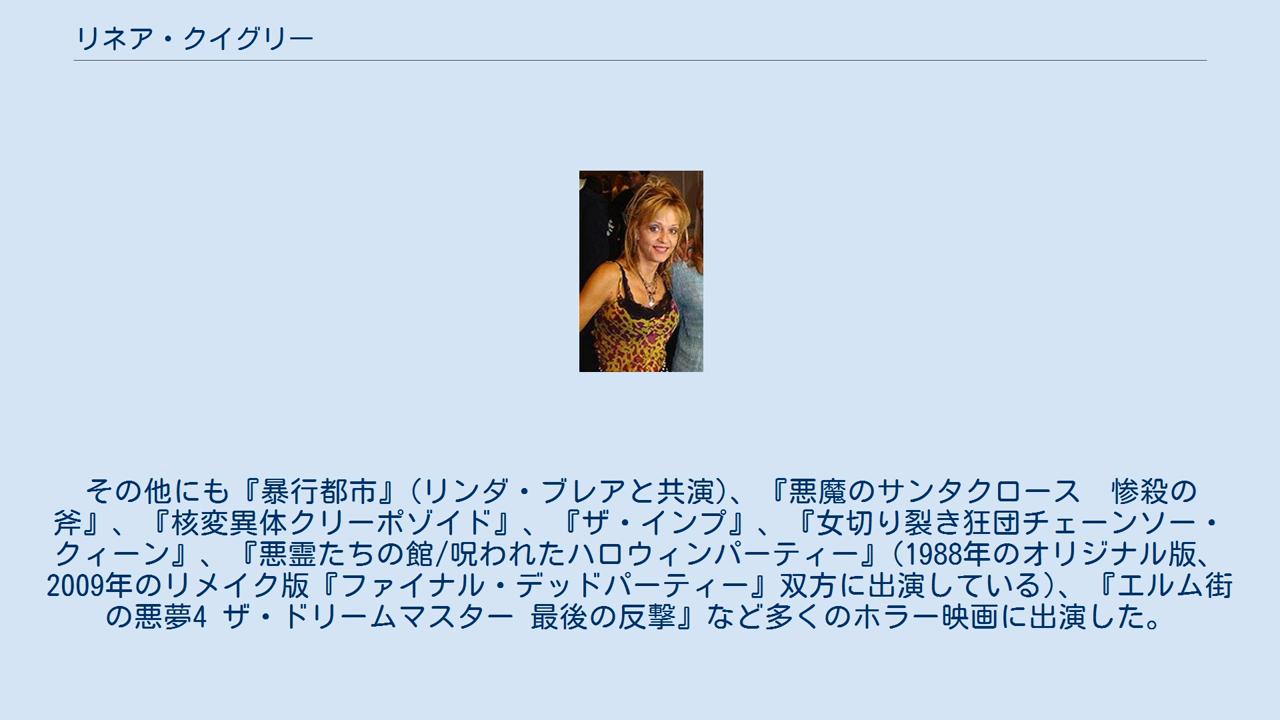 リネア・クイグリー
その他にも『暴行都市』(リンダ・ブレアと共演)、『悪魔のサンタクロース　惨殺の
斧』、『核変異体クリーポゾイド』、『ザ・インプ』、『女切り裂き狂団チェーンソー・
クィーン』、『悪霊たちの館/呪われたハロウィンパーティー』(1988年のオリジナル版、
2009年のリメイク版『ファイナル・デッドパーティー』双方に出演している)、『エルム街
の悪夢4 ザ・ドリームマスター 最後の反撃』など多くのホラー映画に出演した。